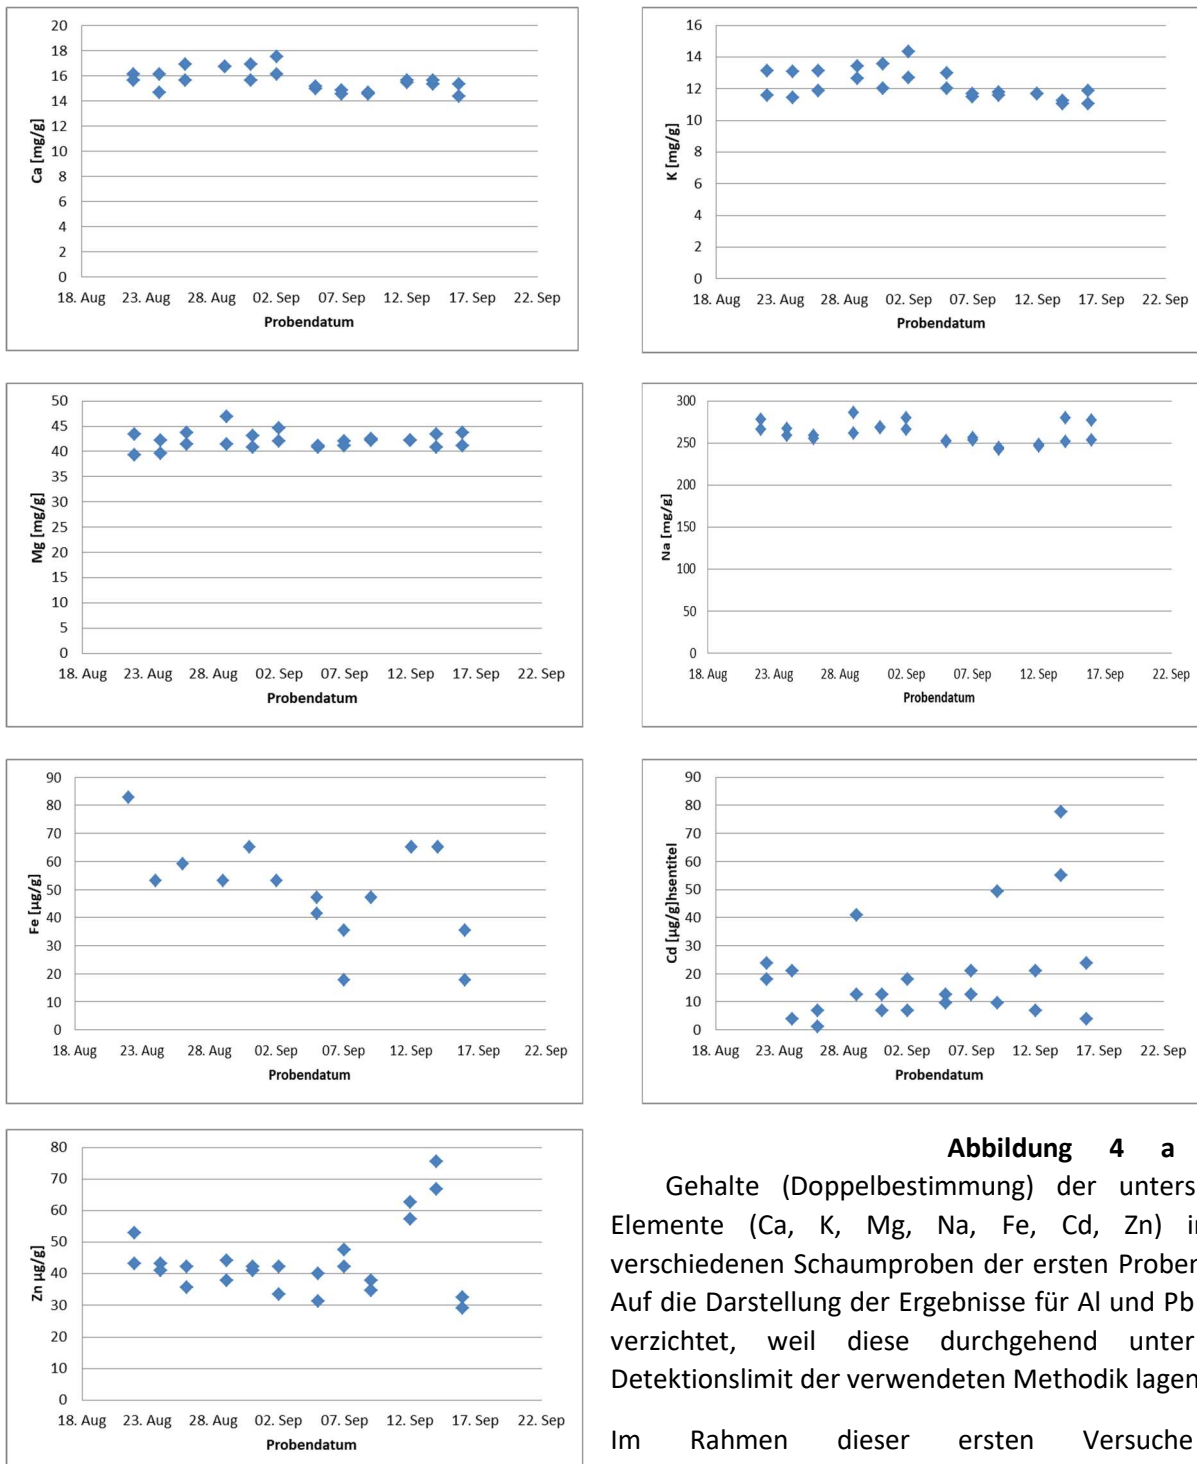 20
18
16
14
12
10
8
6
4
2
0
Ca [mg/g]
18. Aug 23. Aug 28. Aug 02. Sep 07. Sep 12. Sep 17. Sep 22. Sep
Probendatum
16
14
12
10
8
6
4
2
0
K [mg/g]
18. Aug 23. Aug 28. Aug 02. Sep 07. Sep 12. Sep 17. Sep 22. Sep
Probendatum
50
45
40
35
30
25
20
15
10
5
0
Mg [mg/g]
18. Aug 23. Aug 28. Aug 02. Sep 07. Sep 12. Sep 17. Sep 22. Sep
Probendatum
300
250
200
150
100
50
0
Na [mg/g]
18. Aug 23. Aug 28. Aug 02. Sep 07. Sep 12. Sep 17. Sep 22. Sep
Probendatum
90
80
70
60
50
40
30
20
10
0
Fe [µg/g]
18. Aug 23. Aug 28. Aug 02. Sep 07. Sep 12. Sep 17. Sep 22. Sep
Probendatum
90
80
70
60
50
40
30
20
10
0
Cd [µg/g]hsentitel
18. Aug 23. Aug 28. Aug 02. Sep 07. Sep 12. Sep 17. Sep 22. Sep
Probendatum
80
70
60
50
40
30
20
10
0
Zn µg/g]
18. Aug 23. Aug 28. Aug 02. Sep 07. Sep 12. Sep 17. Sep 22. Sep
Probendatum
Abbildung 4 a
Gehalte (Doppelbestimmung) der unters
Elemente (Ca, K, Mg, Na, Fe, Cd, Zn)
verschiedenen Schaumproben der ersten Prober
Auf die Darstellung der Ergebnisse für Al und Pb
verzichtet, weil diese durchgehend unter
Detektionslimit der verwendeten Methodik lagen
Im Rahmen dieser ersten Versuche